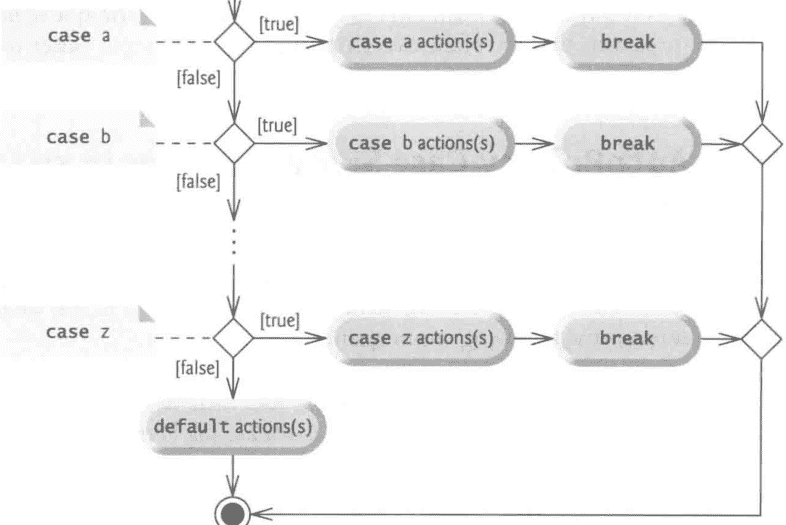 case a
[true]
case a actions(s)
break
[false]
case b
[true]
case b actions(s)
break
[false]
case z
[true]
case z actions(s)
break
[false]
default actions(s)